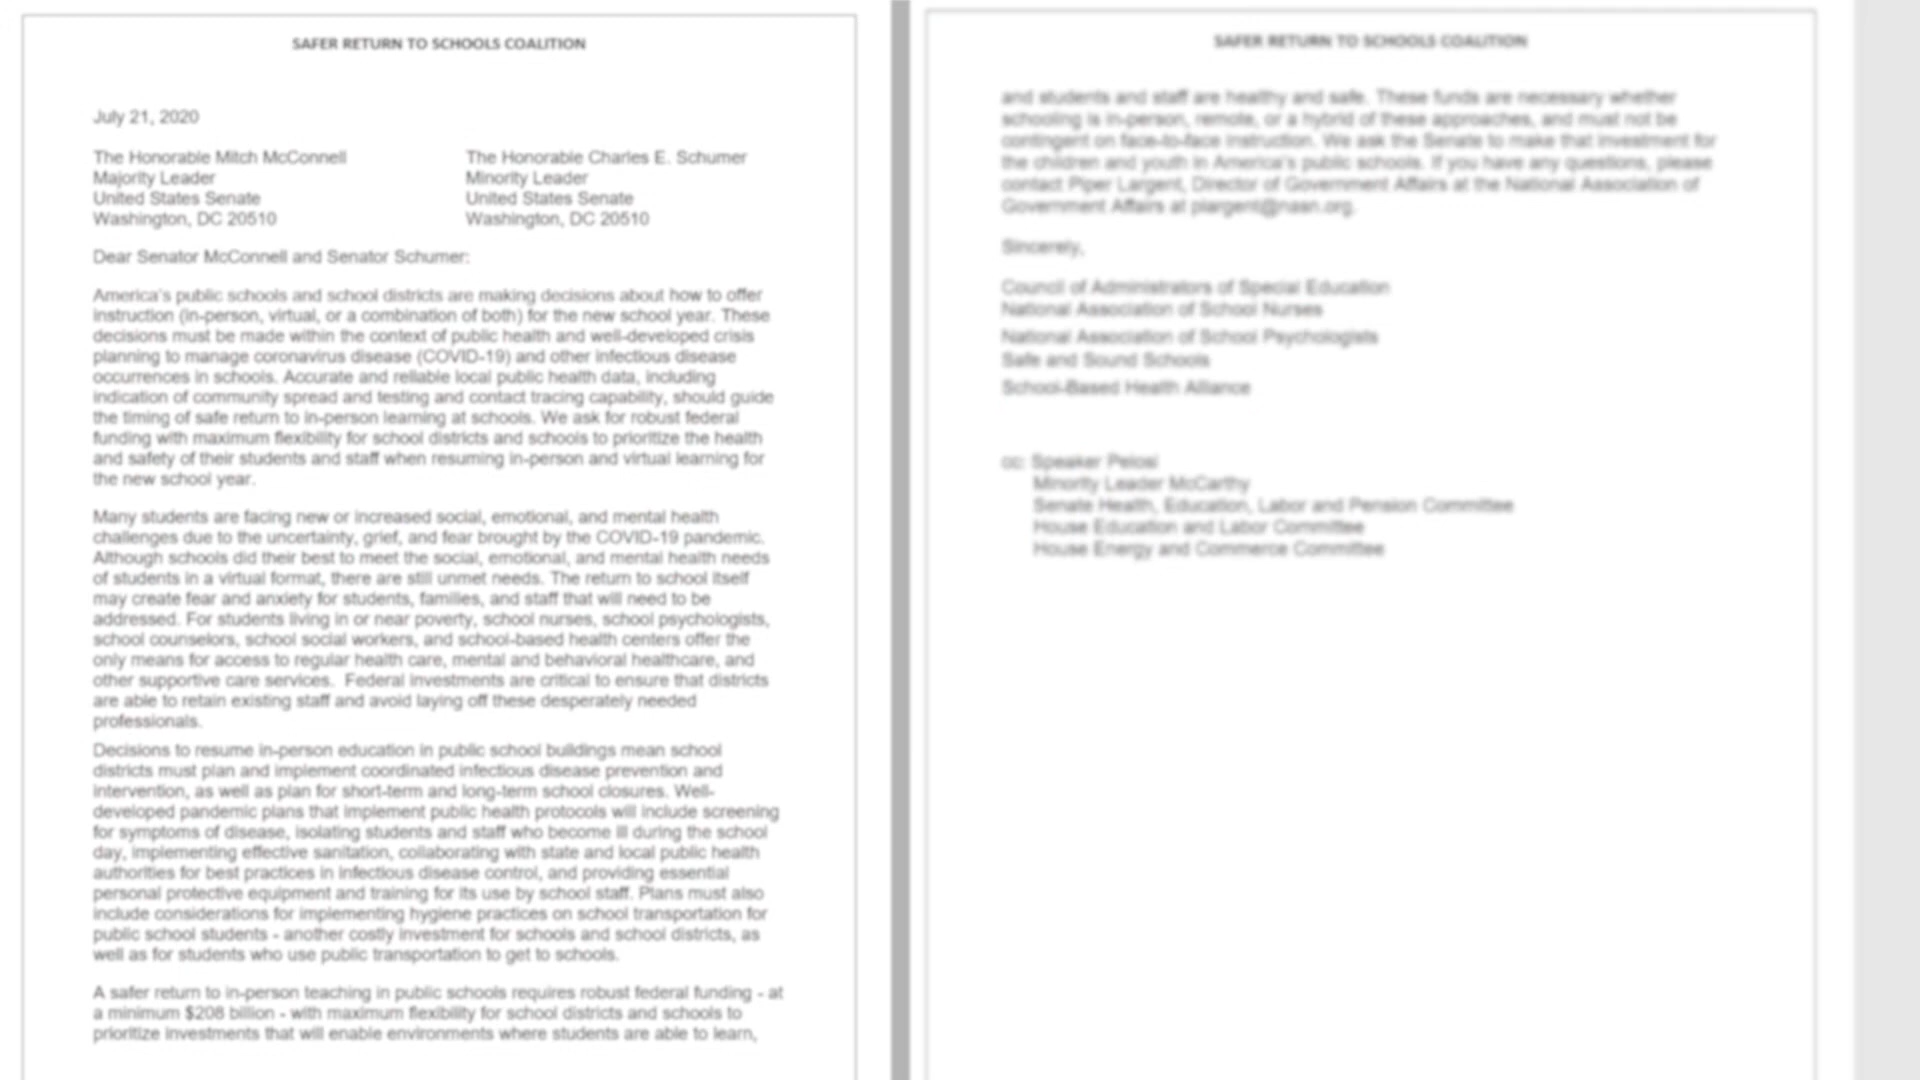 SAFER RETURN TO SCHOOLS COALITION
July 21, 2020
The Honorable Mitch McConnell
Majority Leader
United States Senate
Washington, DC 20510
The Honorable Charles E. Schumer
Minority Leader
United States Senate
Washington, DC 20510
Dear Senator McConnell and Senator Schumer:
America's public schools and school districts are making decisions about how to offer
instruction (in-person, virtual, or a combination of both) for the new school year. These
decisions must be made within the context of public health and well-developed crisis
planning to manage coronavirus disease (COVID-19) and other infectious disease
occurrences in schools. Accurate and reliable local public health data, including
indication of community spread and testing and contact tracing capability, should guide
the timing of safe return to in-person learning at schools. We ask for robust federal
funding with maximum flexibility for school districts and schools to prioritize the health
and safety of their students and staff when resuming in-person and virtual learning for
the new school year.
Many students are facing new or increased social, emotional, and mental health
challenges due to the uncertainty, grief, and fear brought by the COVID-19 pandemic.
Although schools did their best to meet the social, emotional, and mental health needs
of students in a virtual format, there are still unmet needs. The return to school itself
may create fear and anxiety for students, families, and staff that will need to be
addressed. For students living in or near poverty, school nurses, school psychologists,
school counselors, school social workers, and school-based health centers offer the
only means for access to regular health care, mental and behavioral healthcare, and
other supportive care services.  Federal investments are critical to ensure that districts
are able to retain existing staff and avoid laying off these desperately needed
professionals.
Decisions to resume in-person education in public school buildings mean school
districts must plan and implement coordinated infectious disease prevention and
intervention, as well as plan for short-term and long-term school closures. Well-
developed pandemic plans that implement public health protocols will include screening
for symptoms of disease, isolating students and staff who become ill during the school
day, implementing effective sanitation, collaborating with state and local public health
authorities for best practices in infectious disease control, and providing essential
personal protective equipment and training for its use by school staff. Plans must also
include considerations for implementing hygiene practices on school transportation for
public school students - another costly investment for schools and school districts, as
well as for students who use public transportation to get to schools.
A safer return to in-person teaching in public schools requires robust federal funding - at
a minimum $208 billion - with maximum flexibility for school districts and schools to
prioritize investments that will enable environments where students are able to learn,
SAFER RETURN TO SCHOOLS COALITION
and students and staff are healthy and safe. These funds are necessary whether
schooling is in-person, remote, or a hybrid of these approaches, and must not be
contingent on face-to-face instruction. We ask the Senate to make that investment for
the children and youth in America's public schools. If you have any questions, please
contact Piper Largent, Director of Government Affairs at the National Association of
Government Affairs at plargent@nasn.org.
Sincerely,
Council of Administrators of Special Education
National Association of School Nurses
National Association of School Psychologists
Safe and Sound Schools
School-Based Health Alliance
cc: Speaker Pelosi
Minority Leader McCarthy
Senate Health, Education, Labor and Pension Committee
House Education and Labor Committee
House Energy and Commerce Committee